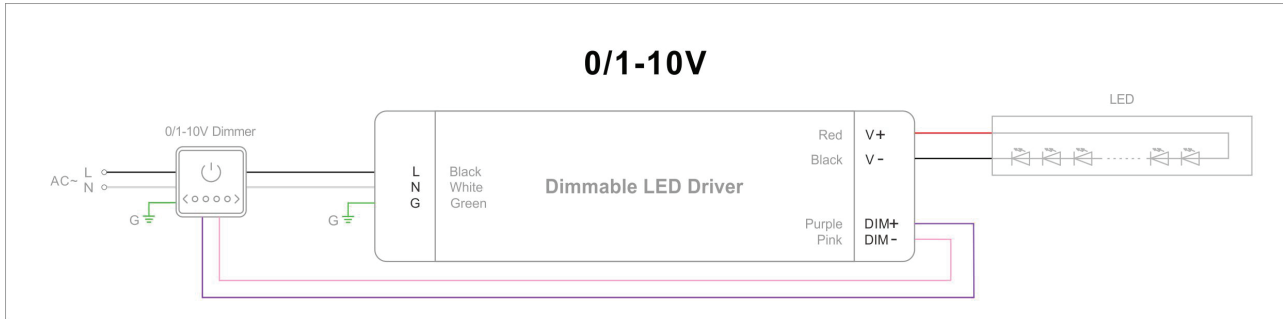 0/1-10V
LED
0/1-10V Dimmer
AC~ L
N
G
G
L Black
N White
G Green
Dimmable LED Driver
Red V+
Black V-
Purple DIM+
Pink DIM-